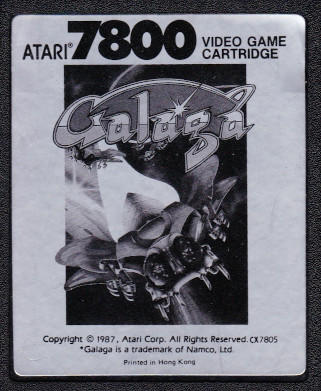 ATARI® 7800 VIDEO GAME
CARTRIDGE
Galaga
Copyright © 1987, Atari Corp. All Rights Reserved. CX7805
*Galaga is a trademark of Namco, Ltd.
Printed in Hong Kong